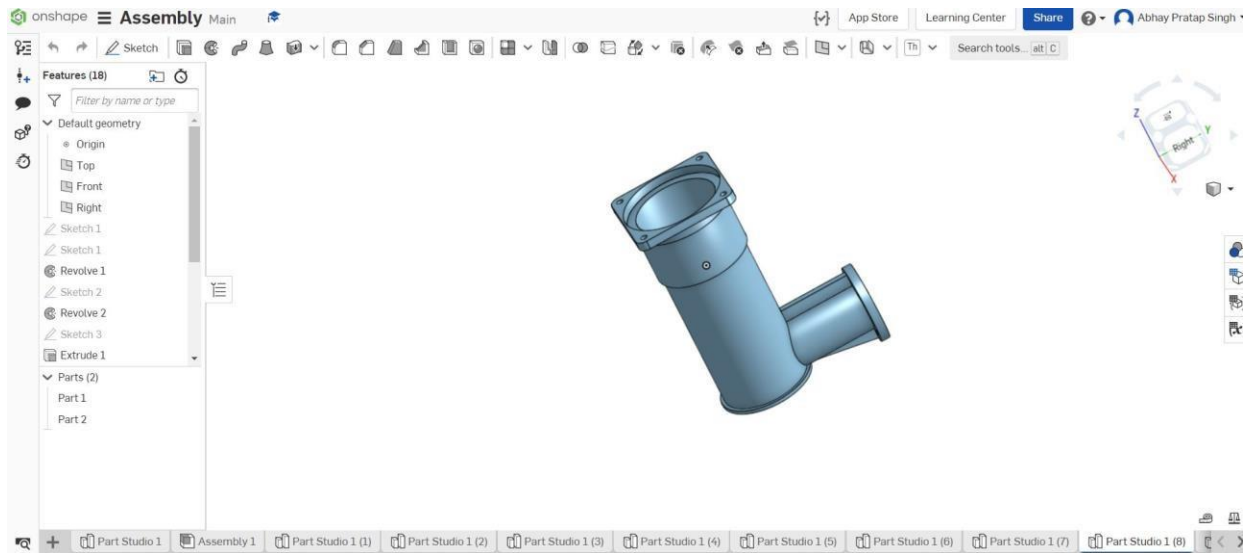 onshape Assembly Main App Store Learning Center Share Abhay Pratap Singh
Sketch Th Search tools... alt C
Features (18)
Filter by name or type
Default geometry
Origin
Top
Front
Right
Sketch 1
Sketch 1
Revolve 1
Sketch 2
Revolve 2
Sketch 3
Extrude 1
Parts (2)
Part 1
Part 2
Z
Y
Right
X
Part Studio 1 Assembly 1 Part Studio 1 (1) Part Studio 1 (2) Part Studio 1 (3) Part Studio 1 (4) Part Studio 1 (5) Part Studio 1 (6) Part Studio 1 (7) Part Studio 1 (8)